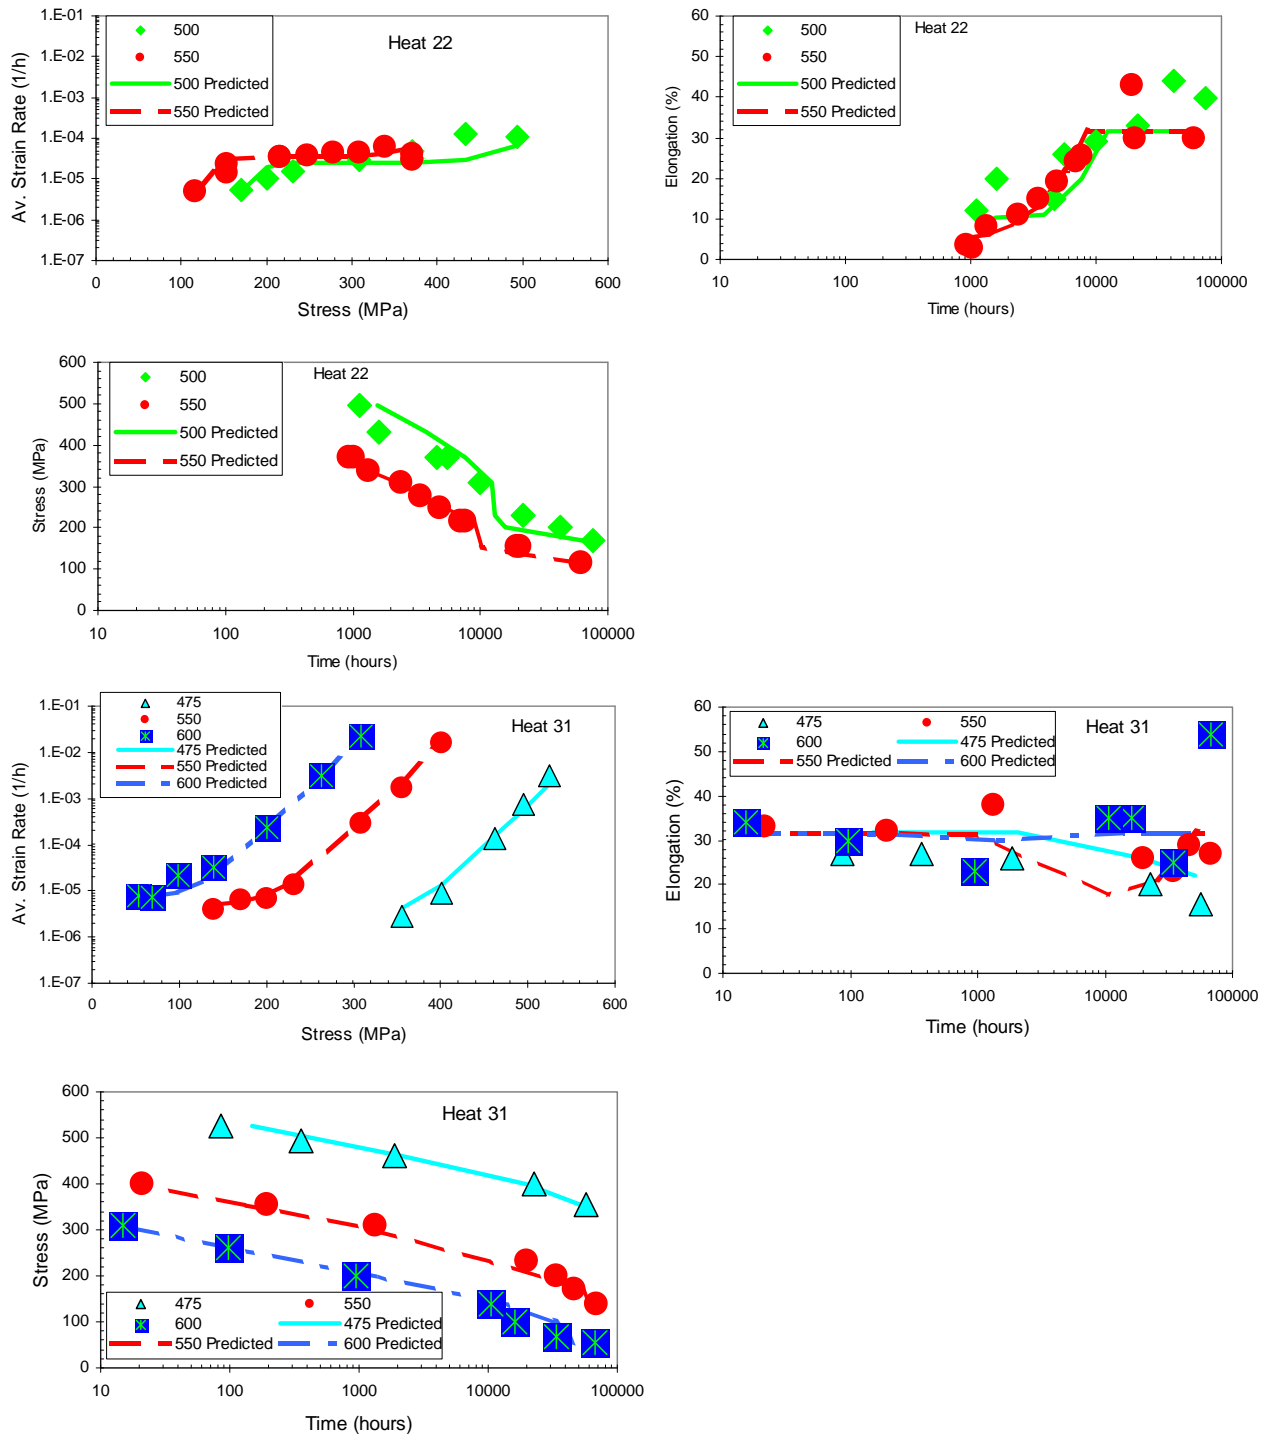 Heat 22
500
550
500 Predicted
550 Predicted
1.E-01
1.E-02
1.E-03
1.E-04
1.E-05
1.E-06
1.E-07
Av. Strain Rate (1/h)
0 100 200 300 400 500 600
Stress (MPa)
Heat 22
500
550
500 Predicted
550 Predicted
60
50
40
30
20
10
0
Elongation (%)
10 100 1000 10000 100000
Time (hours)
Heat 22
500
550
500 Predicted
550 Predicted
600
500
400
300
200
100
0
Stress (MPa)
10 100 1000 10000 100000
Time (hours)
Heat 31
475
550
600
475 Predicted
550 Predicted
600 Predicted
1.E-01
1.E-02
1.E-03
1.E-04
1.E-05
1.E-06
1.E-07
Av. Strain Rate (1/h)
0 100 200 300 400 500 600
Stress (MPa)
Heat 31
475 550
600 475 Predicted
550 Predicted 600 Predicted
60
50
40
30
20
10
0
Elongation (%)
10 100 1000 10000 100000
Time (hours)
Heat 31
600
500
400
300
200
100
0
Stress (MPa)
475 550
600 475 Predicted
550 Predicted 600 Predicted
10 100 1000 10000 100000
Time (hours)